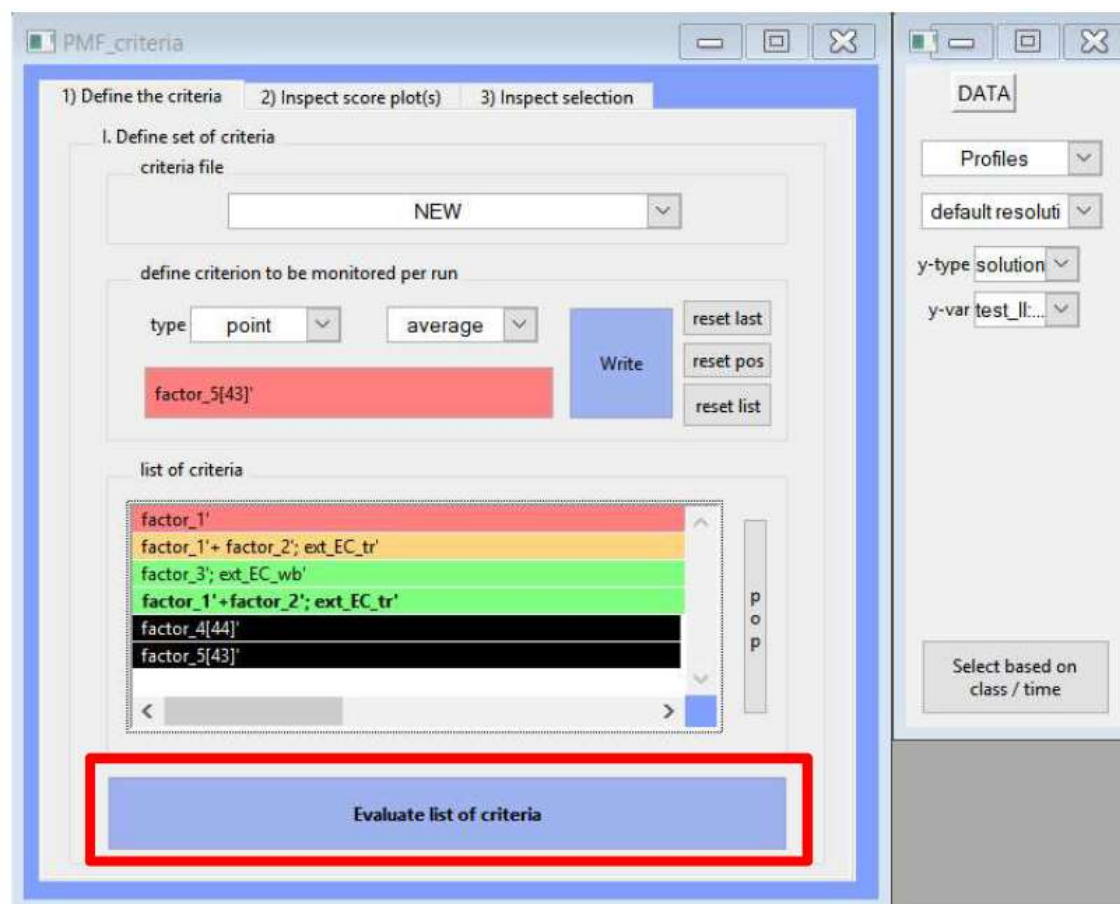 PMF_criteria
1) Define the criteria
2) Inspect score plot(s)
3) Inspect selection
I. Define set of criteria
criteria file
NEW
define criterion to be monitored per run
type
point
average
factor_5[43]'
Write
reset last
reset pos
reset list
list of criteria
factor_1'
factor_1'+ factor_2'; ext_EC_tr'
factor_3'; ext_EC_wb'
factor_1'+factor_2'; ext_EC_tr'
factor_4[44]'
factor_5[43]'
p
o
p
Evaluate list of criteria
DATA
Profiles
default resoluti
y-type solution
y-var test_ll:...
Select based on
class / time